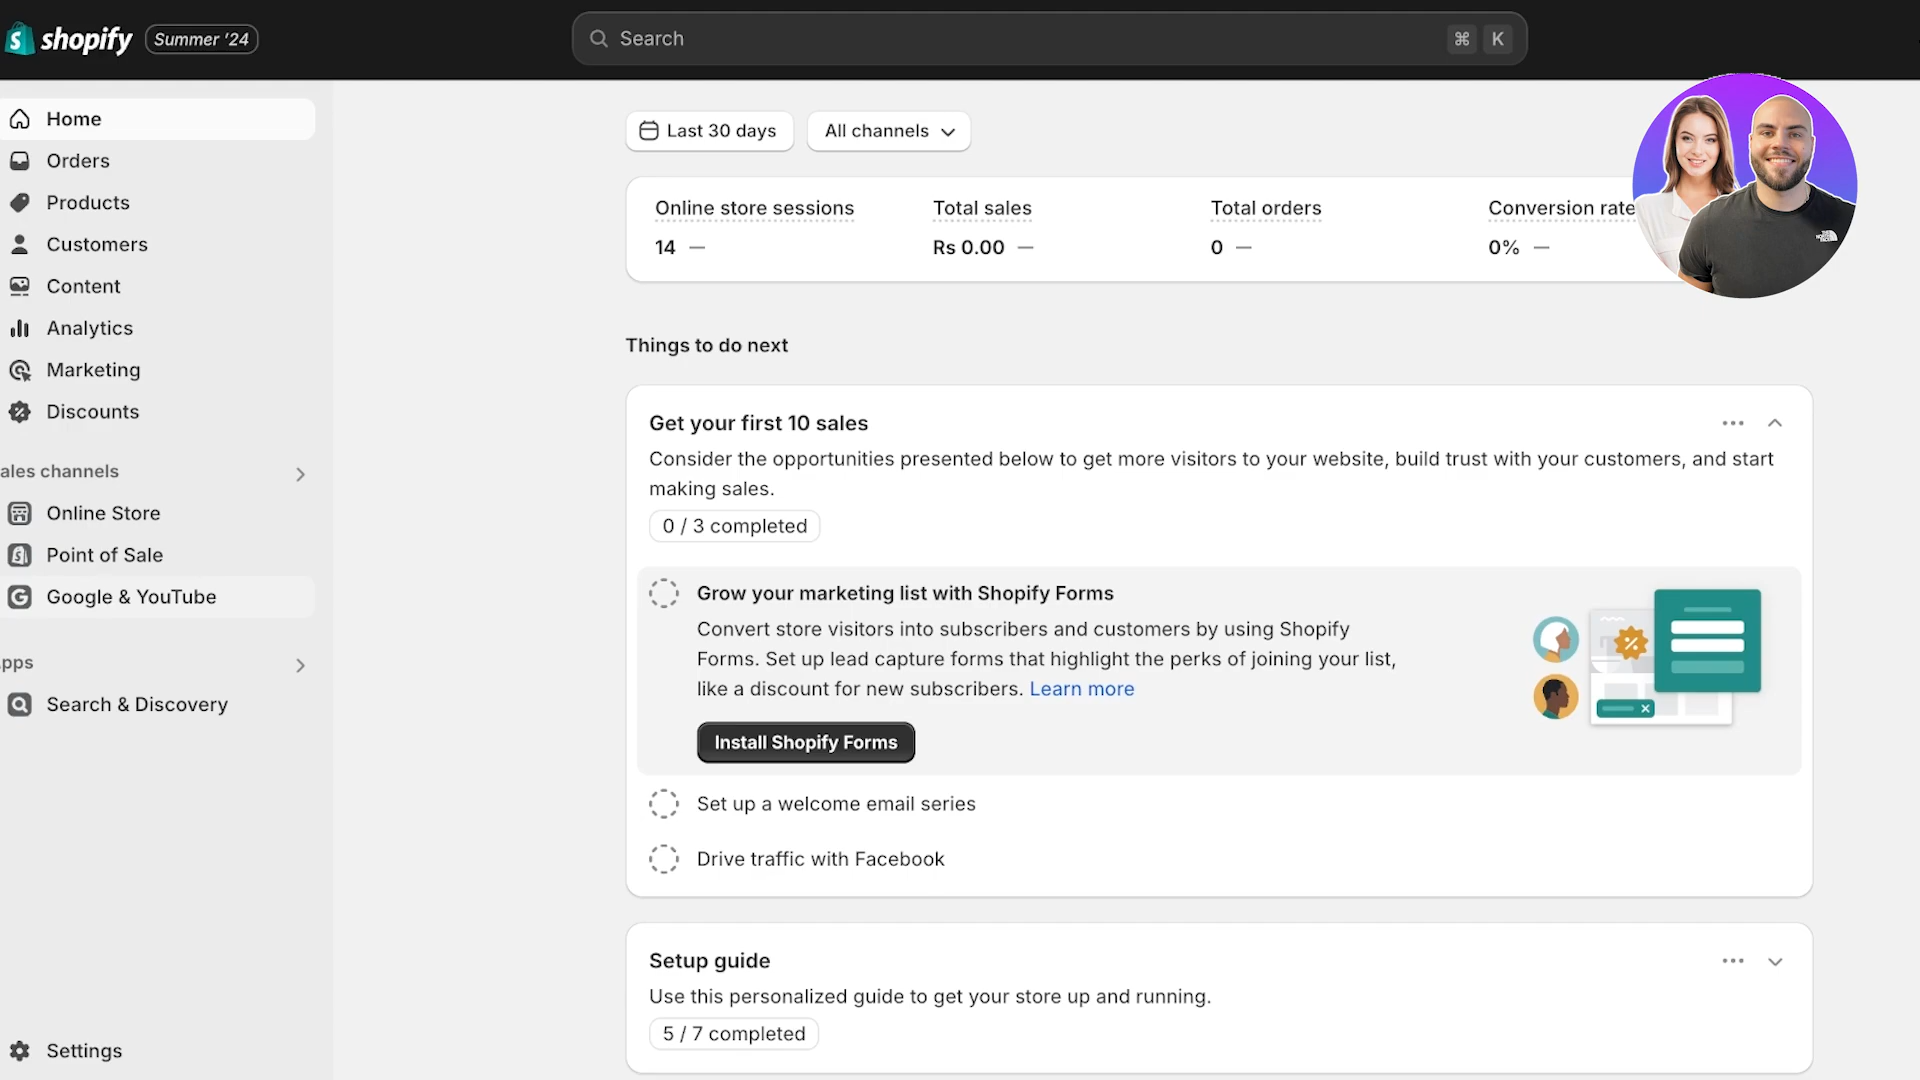 shopify Summer '24
Search ⌘ K
Home
Orders
Products
Customers
Content
Analytics
Marketing
Discounts
ales channels
Online Store
Point of Sale
Google & YouTube
pps
Search & Discovery
Settings
Last 30 days All channels
Online store sessions Total sales Total orders Conversion rate
14 — Rs 0.00 — 0 — 0% —
Things to do next
Get your first 10 sales
Consider the opportunities presented below to get more visitors to your website, build trust with your customers, and start
making sales.
0 / 3 completed
Grow your marketing list with Shopify Forms
Convert store visitors into subscribers and customers by using Shopify
Forms. Set up lead capture forms that highlight the perks of joining your list,
like a discount for new subscribers. Learn more
Install Shopify Forms
Set up a welcome email series
Drive traffic with Facebook
Setup guide
Use this personalized guide to get your store up and running.
5 / 7 completed